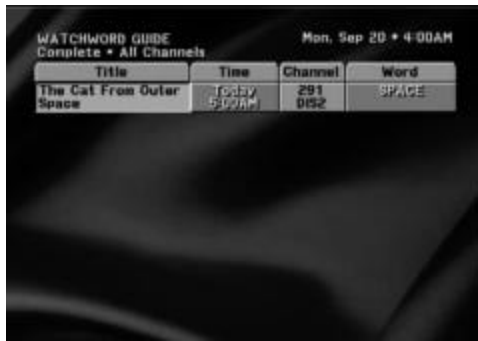 WATCHWORD GUIDE Mon, Sep 20 • 4:00AM
Complete • All Channels
Title Time Channel Word
The Cat From Outer Today 291 SPACE
Space 5:00AM DIS2